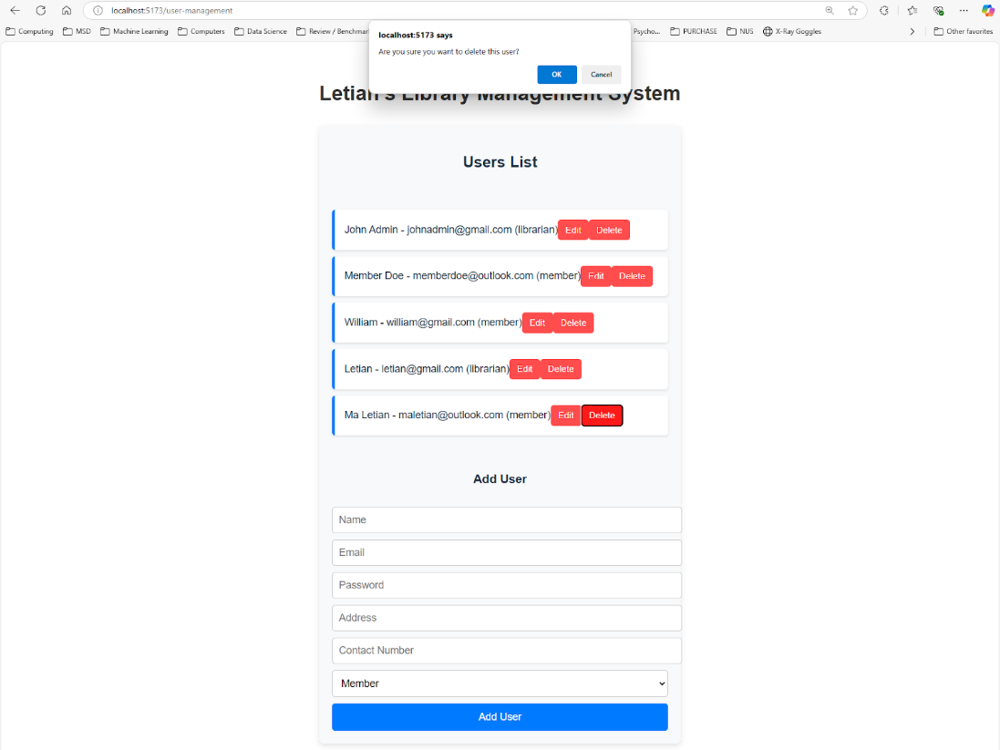 localhost:5173/user-management
Computing MSD Machine Learning Computers Data Science Review / Benchmar Psycho... PURCHASE NUS X-Ray Goggles Other favorites
localhost:5173 says
Are you sure you want to delete this user?
OK Cancel
Letian's Library Management System
Users List
John Admin - johnadmin@gmail.com (librarian) Edit Delete
Member Doe - memberdoe@outlook.com (member) Edit Delete
William - william@gmail.com (member) Edit Delete
Letian - letian@gmail.com (librarian) Edit Delete
Ma Letian - maletian@outlook.com (member) Edit Delete
Add User
Name
Email
Password
Address
Contact Number
Member
Add User